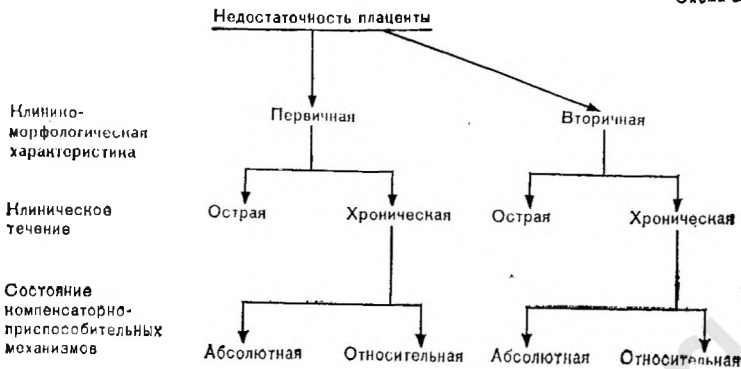 Схема
Недостаточность плаценты
Клинико-
морфологическая
характеристика
Первичная
Вторичная
Клиническое
течение
Острая
Хроническая
Острая
Хроническая
Состояние
компенсаторно-
приспособительных
механизмов
Абсолютная
Относительная
Абсолютная
Относительная